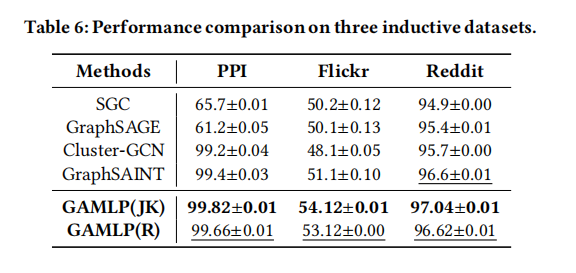 Table 6: Performance comparison on three inductive datasets.
Methods PPI Flickr Reddit
SGC 65.7±0.01 50.2±0.12 94.9±0.00
GraphSAGE 61.2±0.05 50.1±0.13 95.4±0.01
Cluster-GCN 99.2±0.04 48.1±0.05 95.7±0.00
GraphSAINT 99.4±0.03 51.1±0.10 96.6±0.01
GAMLP(JK) 99.82±0.01 54.12±0.01 97.04±0.01
GAMLP(R) 99.66±0.01 53.12±0.00 96.62±0.01